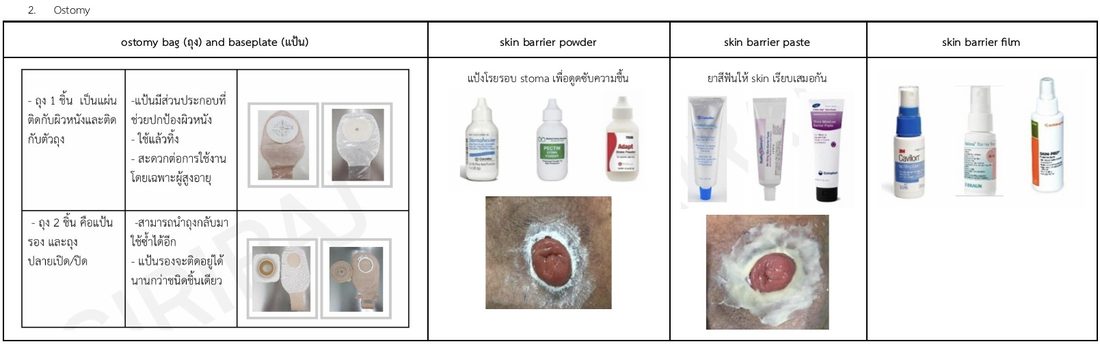 2. Ostomy
ostomy bag (ถุง) and baseplate (แป้น)
skin barrier powder
skin barrier paste
skin barrier film
- ถุง 1 ชิ้น เป็นแผ่น
ติดกับผิวหนังและติด
กับตัวถุง
-แป้นมีส่วนประกอบที่
ช่วยปกป้องผิวหนัง
- ใช้แล้วทิ้ง
- สะดวกต่อการใช้งาน
โดยเฉพาะผู้สูงอายุ
- ถุง 2 ชิ้น คือแป้น
รอง และถุง
ปลายเปิด/ปิด
-สามารถนำถุงกลับมา
ใช้ซ้ำได้อีก
- แป้นรองจะติดอยู่ได้
นานกว่าชนิดชิ้นเดียว
แป้งโรยรอบ stoma เพื่อดูดซับความชื้น
PECTIN
Adapt
ยาสีฟันให้ skin เรียบเสมอกัน
3M
Cavilon
BRAUN
SKIN-PREP
SIRIRAJ